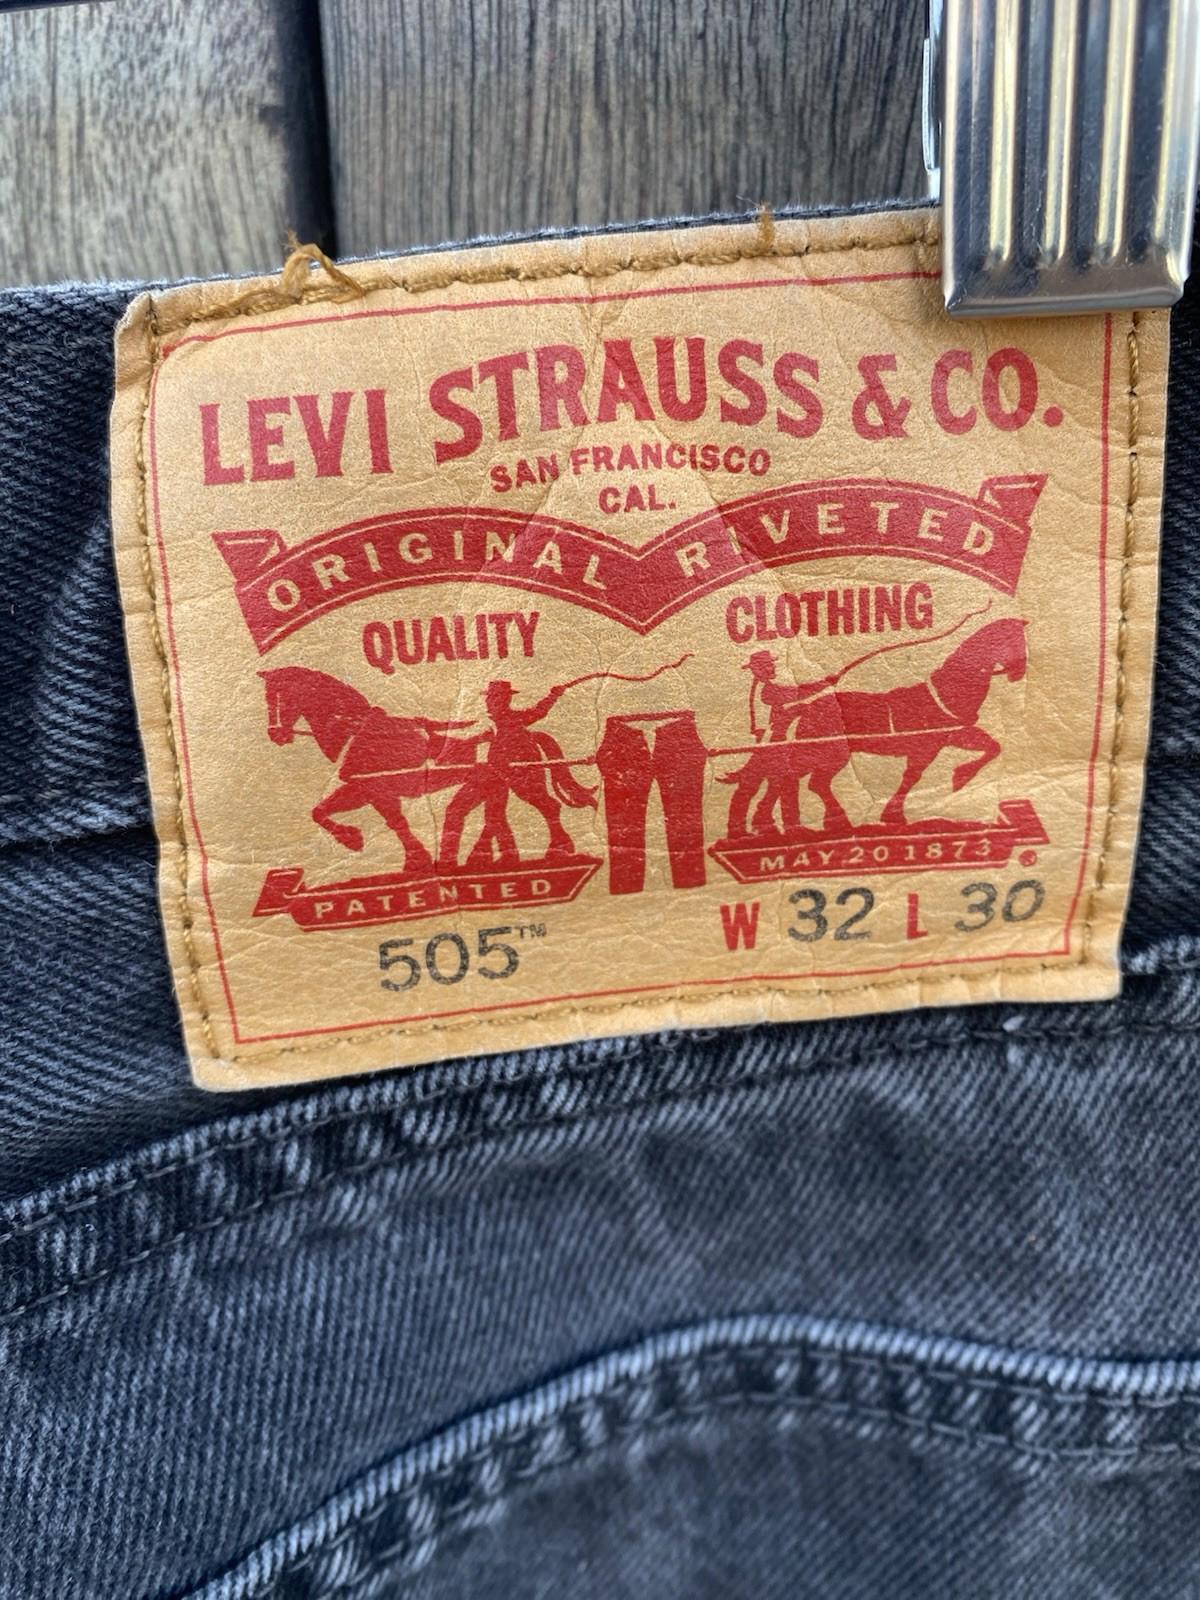 LEVI STRAUSS & CO.
SAN FRANCISCO
CAL.
ORIGINAL RIVETED
QUALITY CLOTHING
PATENTED MAY 20 1873
505™ W 32 L 30